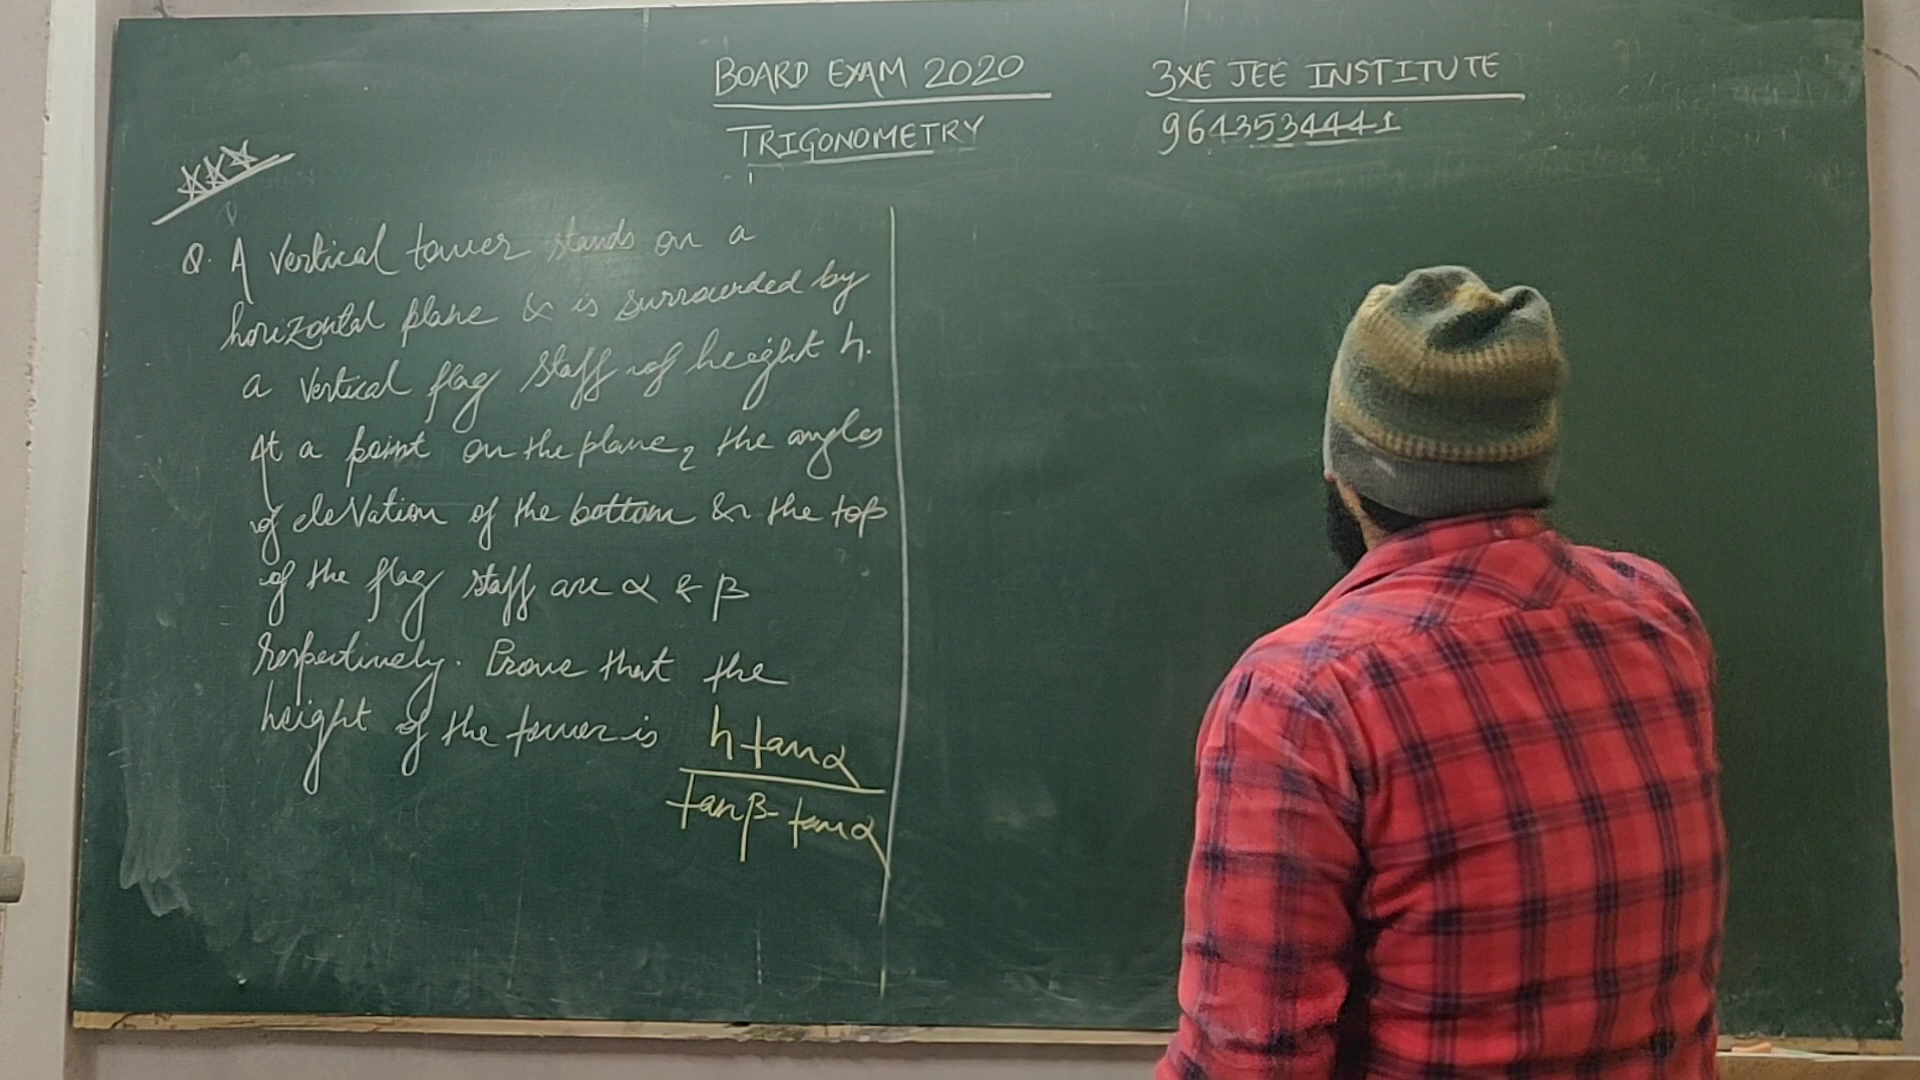 BOARD EXAM 2020
TRIGONOMETRY
3XE JEE INSTITUTE
9643534441
Q. A vertical tower stands on a
horizontal plane & is surrounded by
a vertical flag staff of height h.
At a point on the plane, the angles
of elevation of the bottom & the top
of the flag staff are α & β
respectively. Prove that the
height of the tower is h tanα
tanβ - tanα